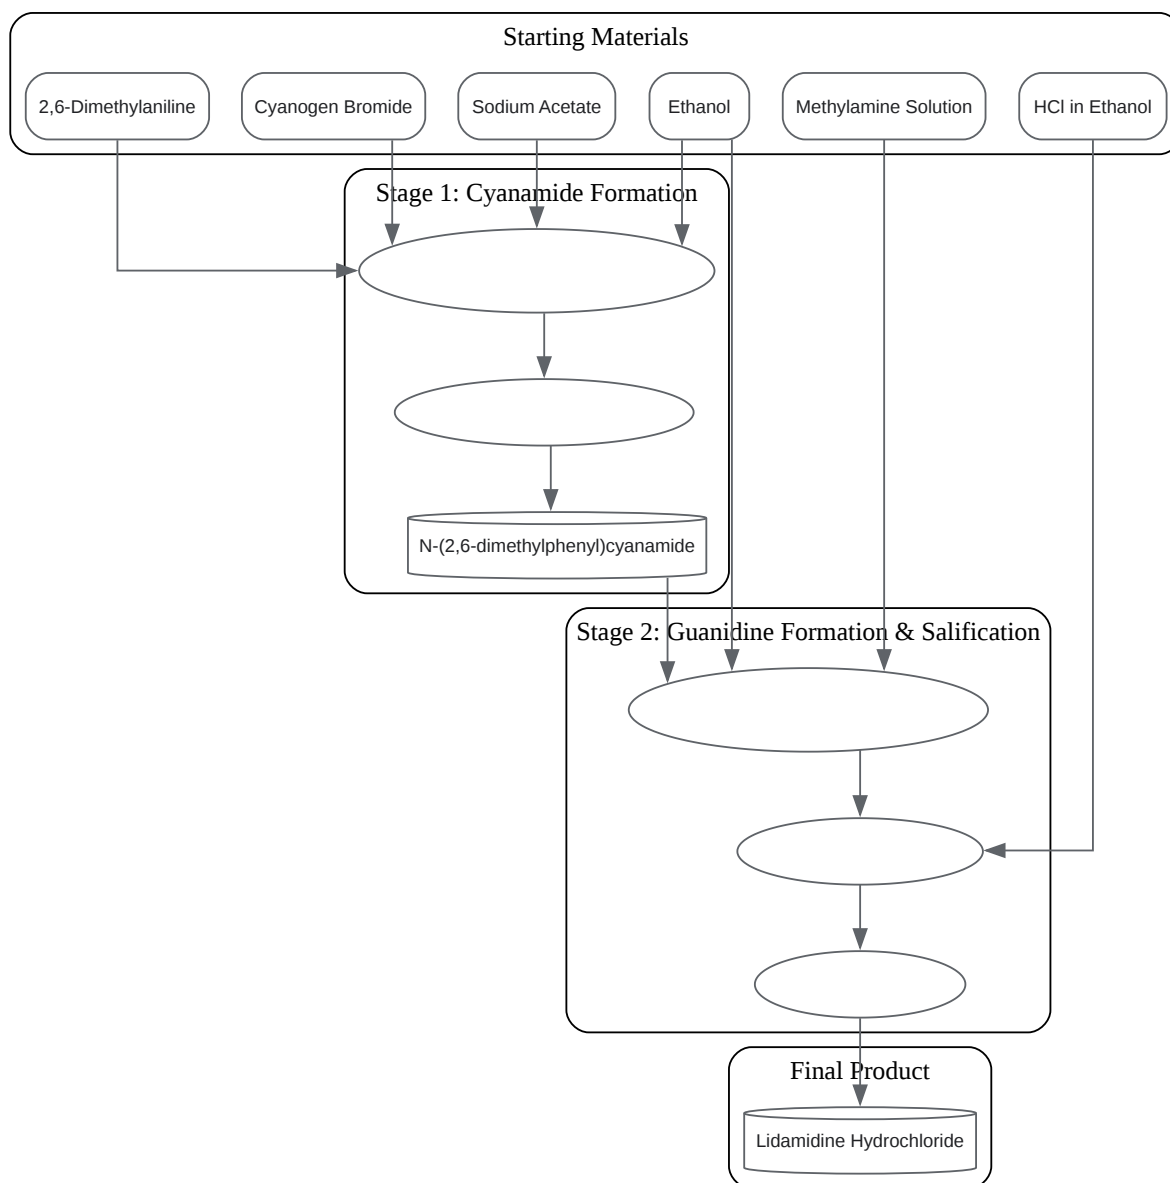 Starting Materials
2,6-Dimethylaniline
Cyanogen Bromide
Sodium Acetate
Ethanol
Methylamine Solution
HCl in Ethanol
Stage 1: Cyanamide Formation
N-(2,6-dimethylphenyl)cyanamide
Stage 2: Guanidine Formation & Salification
Final Product
Lidamidine Hydrochloride